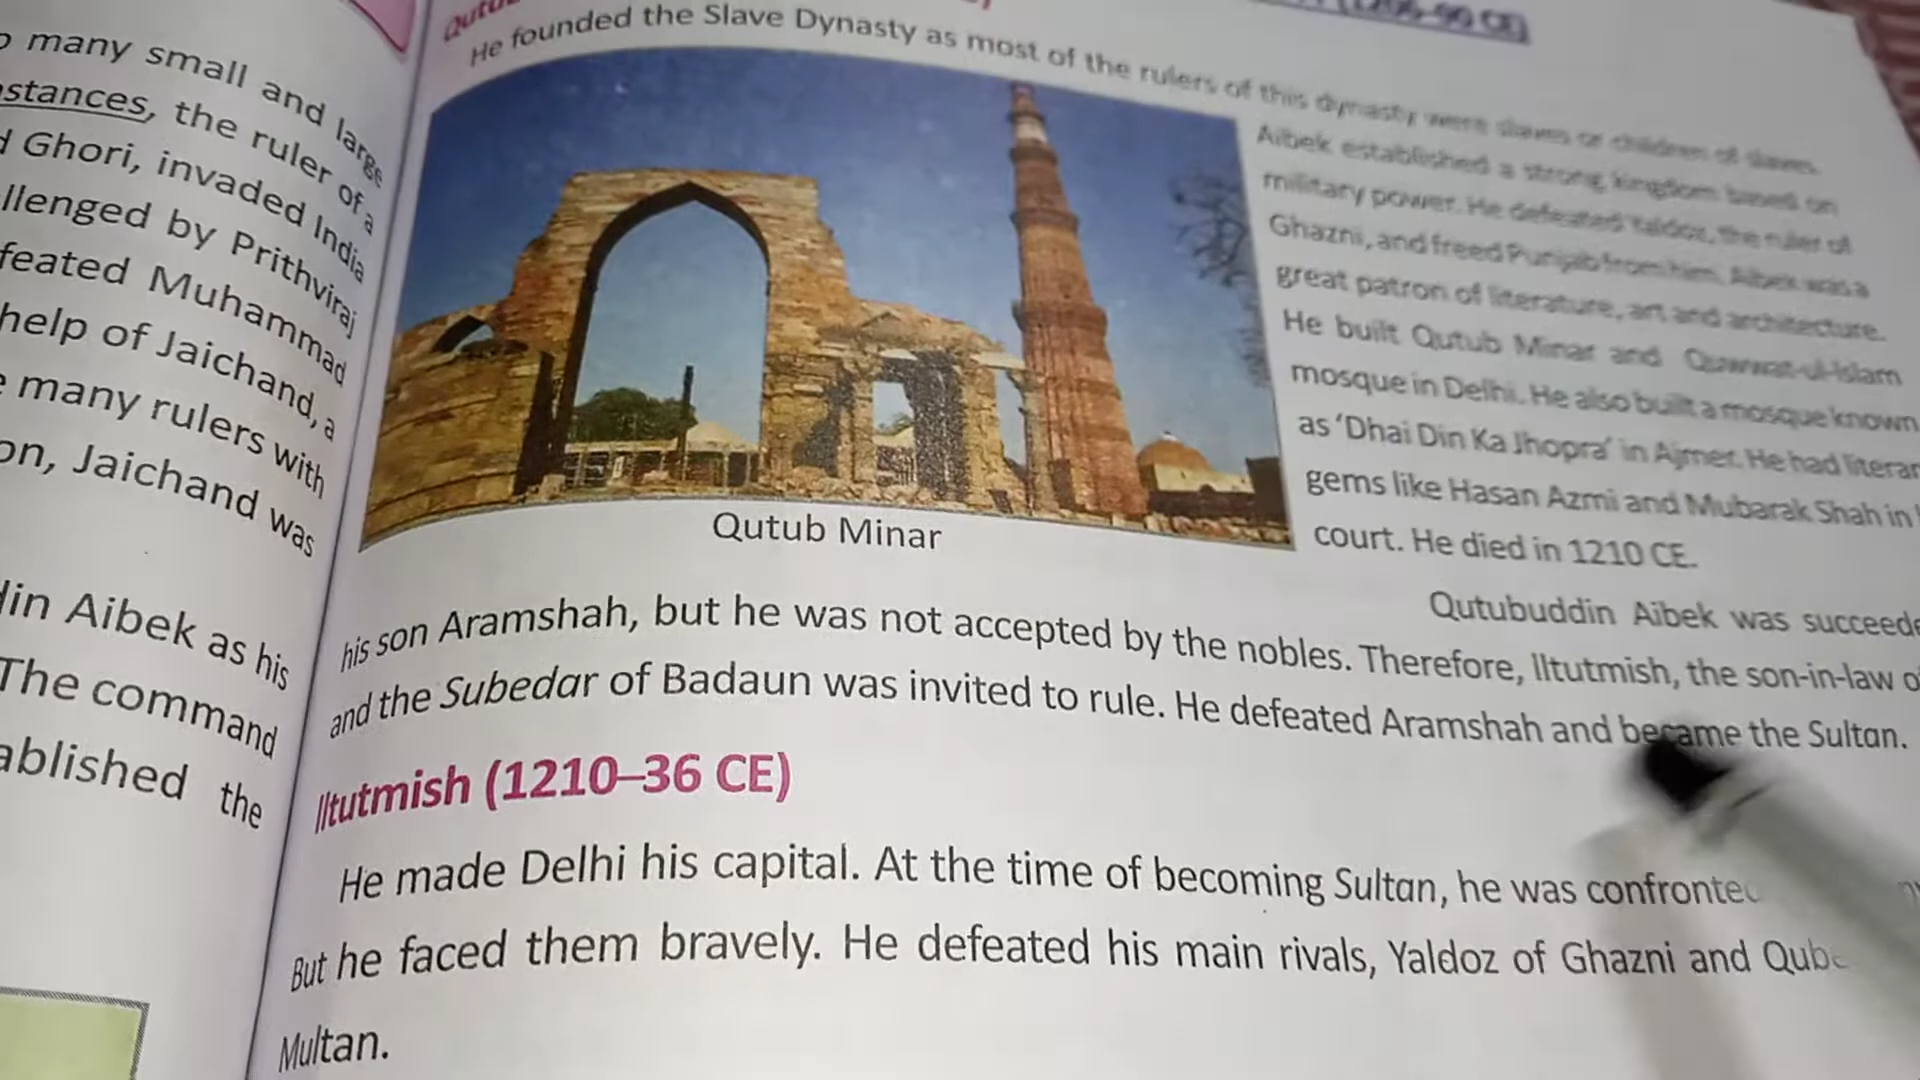 o many small and large
stances, the ruler of a
d Ghori, invaded India
llenged by Prithviraj
feated Muhammad
help of Jaichand, a
e many rulers with
on, Jaichand was
din Aibek as his
The command
ablished the
He founded the Slave Dynasty as most of the rulers of this dynasty were slaves or children of slaves.
Aibek established a strong kingdom based on
military power. He defeated Yaldoz, the ruler of
Ghazni, and freed Punjab from him. Aibek was a
great patron of literature, art and architecture.
He built Qutub Minar and Quwwat-ul-Islam
mosque in Delhi. He also built a mosque known
as ‘Dhai Din Ka Jhopra’ in Ajmer. He had literar
gems like Hasan Azmi and Mubarak Shah in
court. He died in 1210 CE.
Qutub Minar
Qutubuddin Aibek was succeede
his son Aramshah, but he was not accepted by the nobles. Therefore, Iltutmish, the son-in-law o
and the Subedar of Badaun was invited to rule. He defeated Aramshah and became the Sultan.
Iltutmish (1210–36 CE)
He made Delhi his capital. At the time of becoming Sultan, he was confronted
But he faced them bravely. He defeated his main rivals, Yaldoz of Ghazni and Quba
Multan.